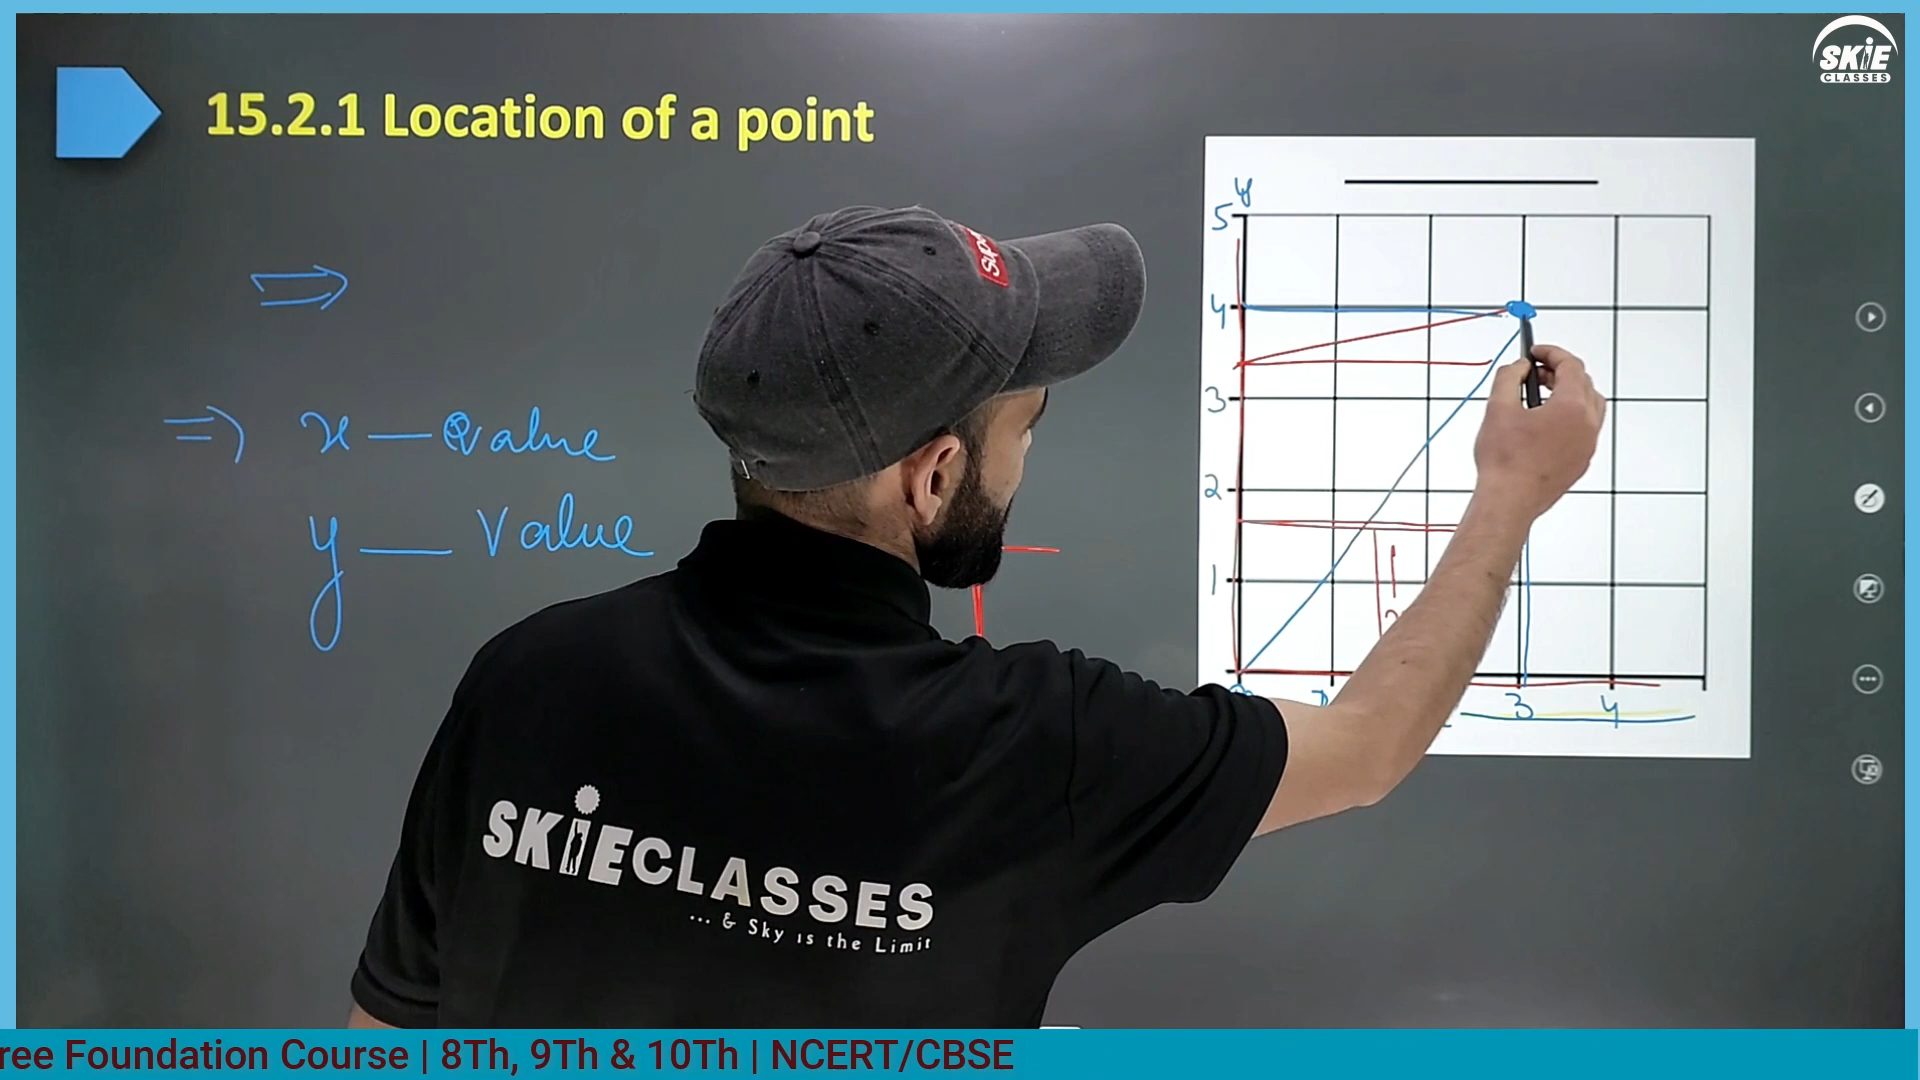 SKiE
CLASSES
15.2.1 Location of a point
⇒
⇒ x — value
y — Value
Sup
y
5
4
3
2
1
3 4
SKiECLASSES
... & Sky is the Limit
ree Foundation Course | 8Th, 9Th & 10Th | NCERT/CBSE